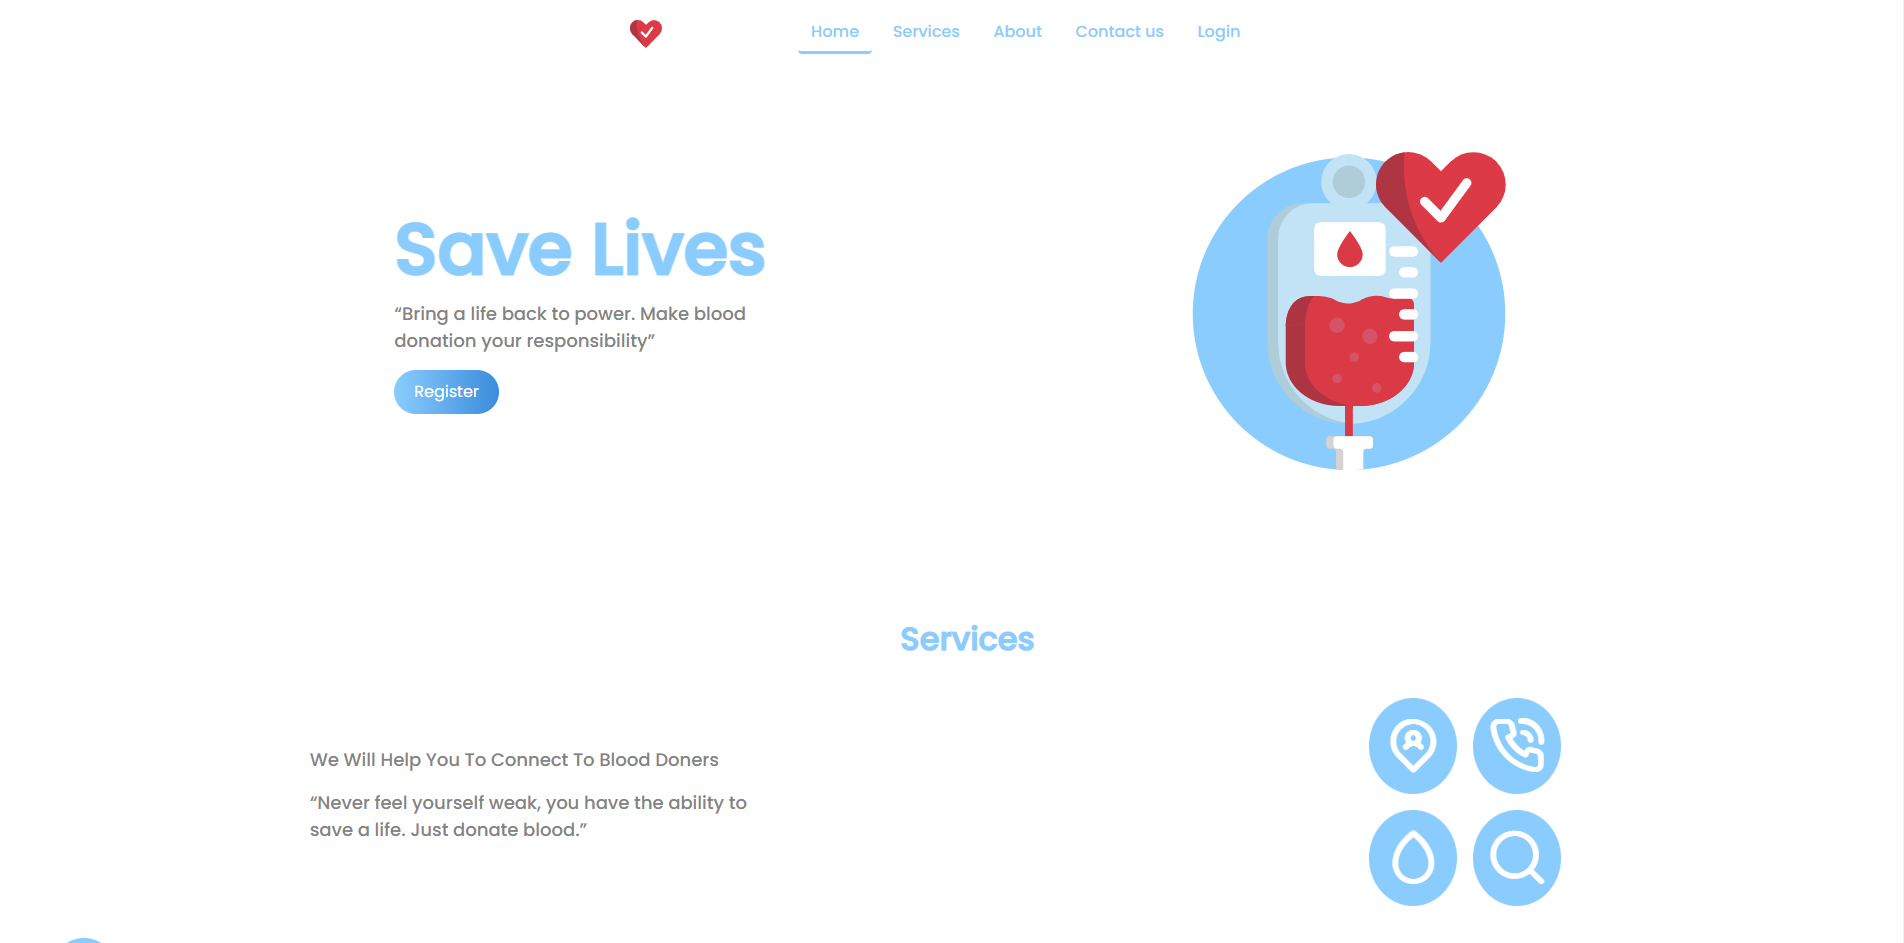 Home Services About Contact us Login
Save Lives
“Bring a life back to power. Make blood
donation your responsibility”
Register
Services
We Will Help You To Connect To Blood Doners
“Never feel yourself weak, you have the ability to
save a life. Just donate blood.”